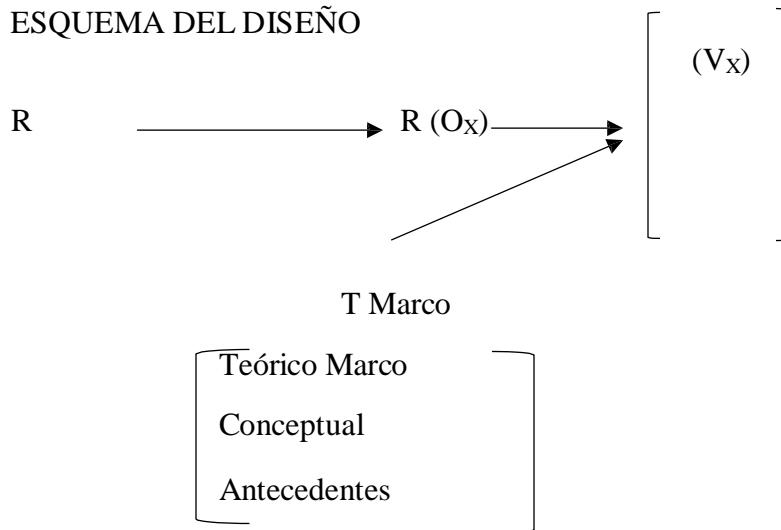 ESQUEMA DEL DISEÑO
(Vₓ)
R R (Oₓ)
T Marco
Teórico Marco
Conceptual
Antecedentes